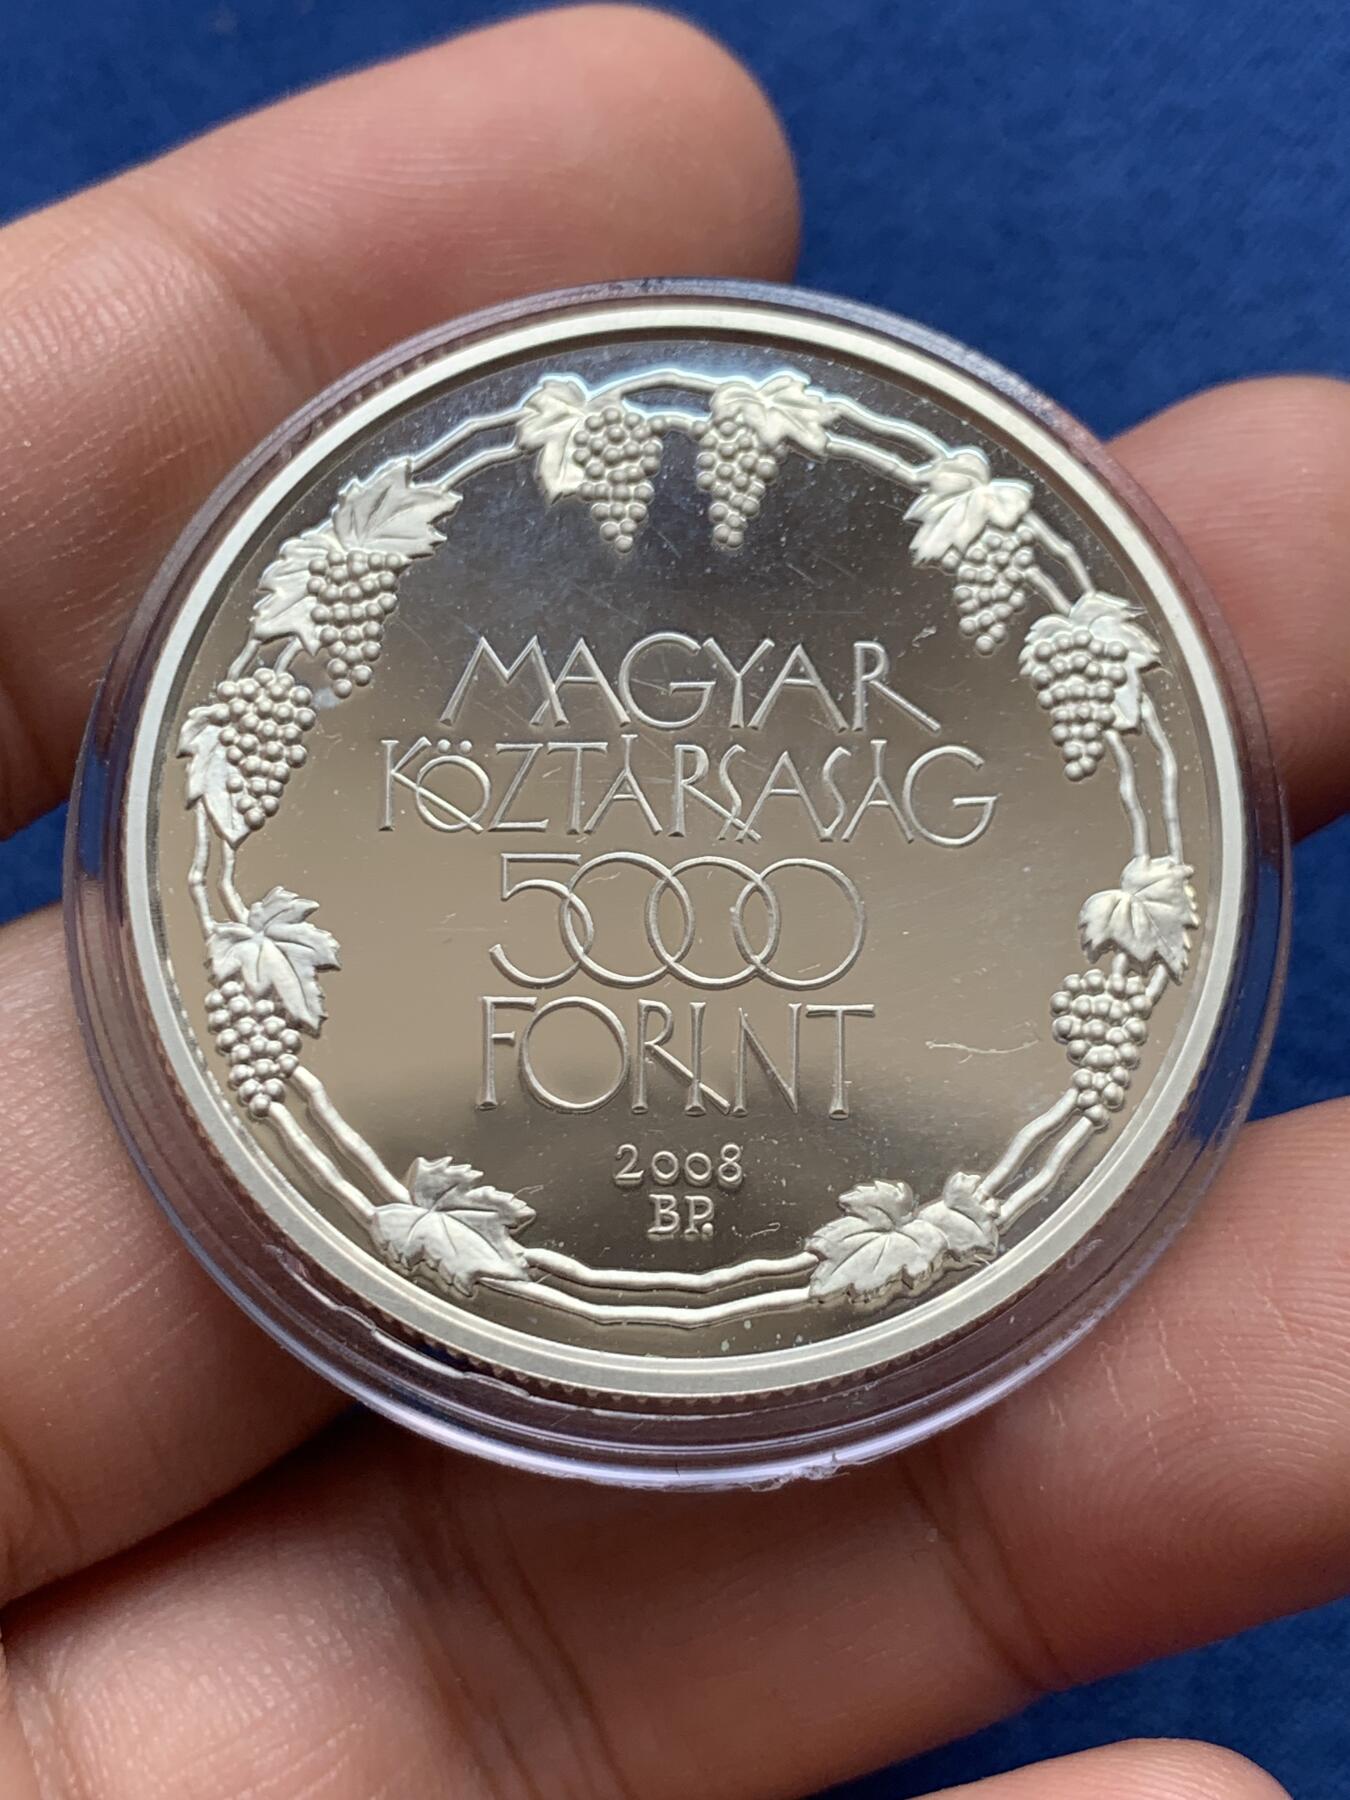 MAGYAR
KÖZTÁRSASÁG
5000
FORINT
2008
BP.